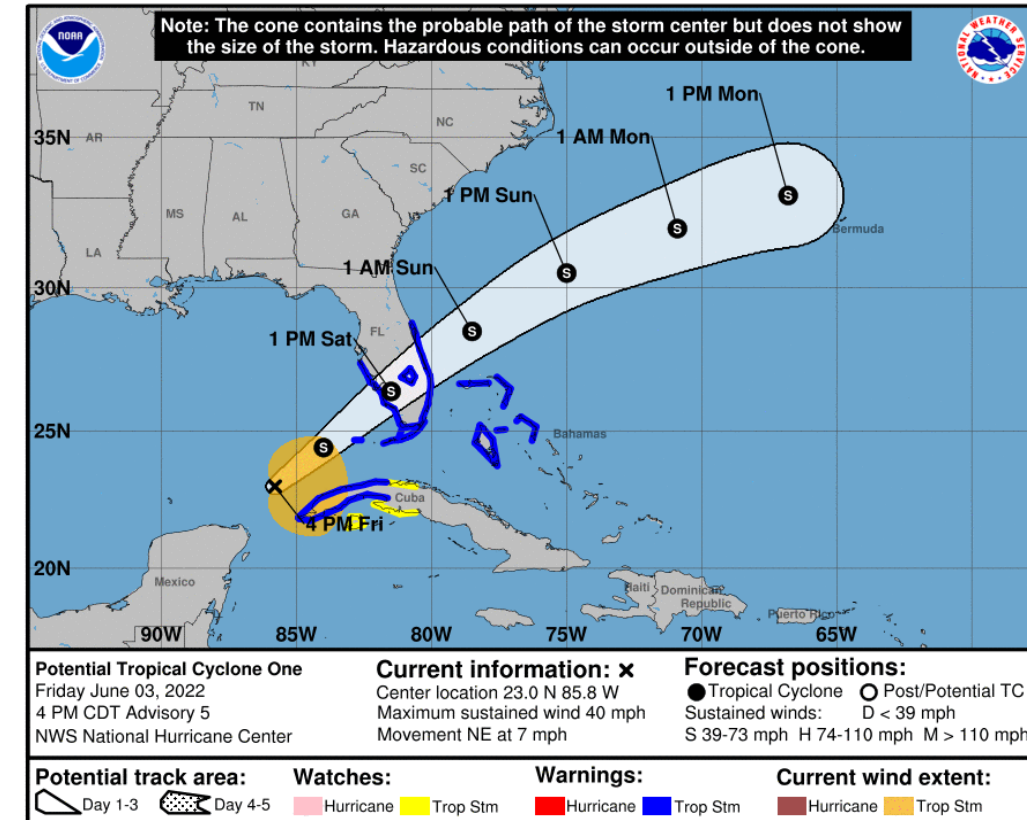 Note: The cone contains the probable path of the storm center but does not show
the size of the storm. Hazardous conditions can occur outside of the cone.
NOAA
NATIONAL WEATHER SERVICE
KY
1 PM Mon
TN
NC
1 AM Mon
35N
AR
SC
1 PM Sun
MS
AL
GA
Bermuda
LA
1 AM Sun
30N
FL
1 PM Sat
25N
Bahamas
Cuba
4 PM Fri
20N
Mexico
Haiti
Dominican
Republic
Puerto Rico
90W 85W 80W 75W 70W 65W
S
S
S
S
S
S
Potential Tropical Cyclone One
Friday June 03, 2022
4 PM CDT Advisory 5
NWS National Hurricane Center
Current information: x
Center location 23.0 N 85.8 W
Maximum sustained wind 40 mph
Movement NE at 7 mph
Forecast positions:
Tropical Cyclone Post/Potential TC
Sustained winds: D < 39 mph
S 39-73 mph H 74-110 mph M > 110 mph
Potential track area:
Day 1-3 Day 4-5
Watches:
Hurricane Trop Stm
Warnings:
Hurricane Trop Stm
Current wind extent:
Hurricane Trop Stm